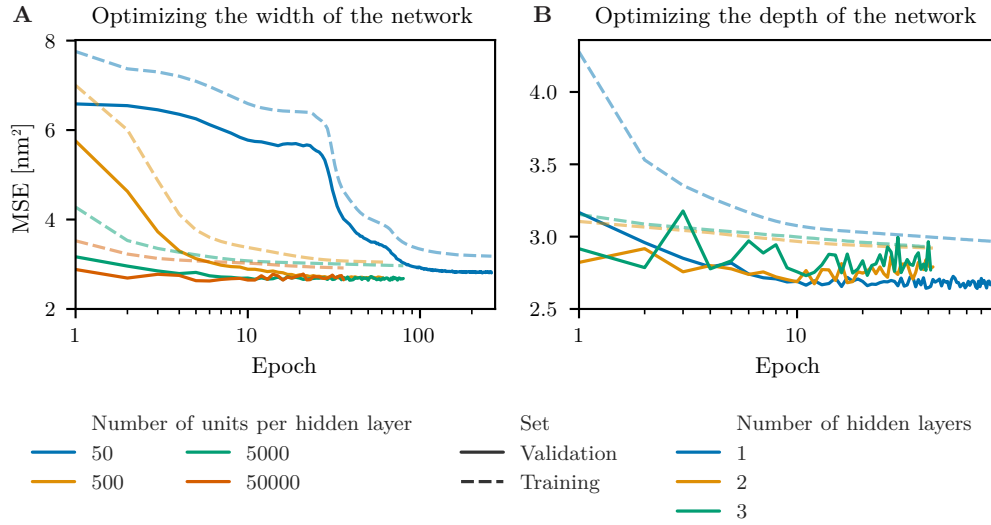 A Optimizing the width of the network
8
6
4
2
MSE [nm²]
1 10 100
Epoch
B Optimizing the depth of the network
4.0
3.5
3.0
2.5
1 10
Epoch
Number of units per hidden layer
50 5000
500 50000
Set
Validation
Training
Number of hidden layers
1
2
3